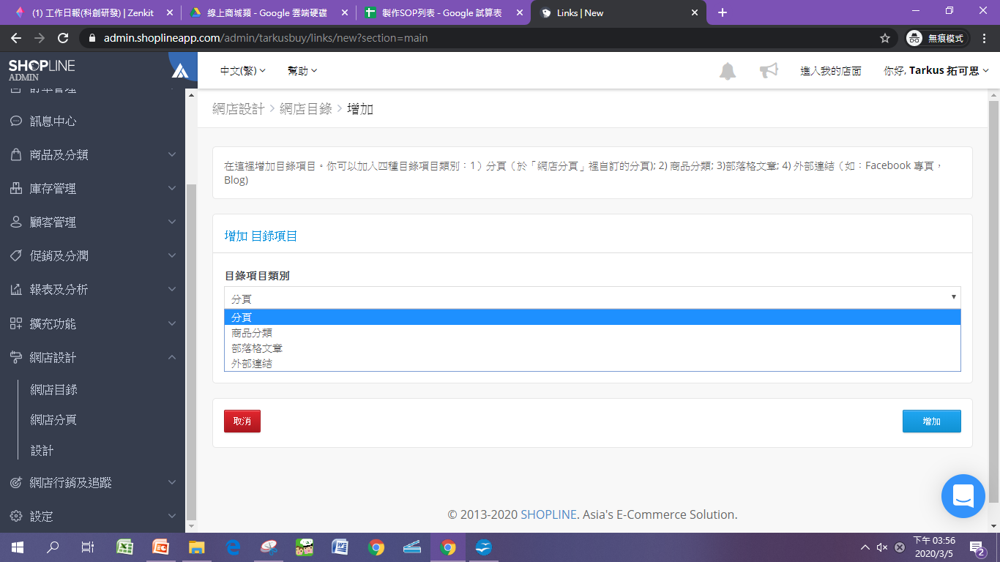 (1) 工作日報(科創研發) | Zenkit
線上商城類 - Google 雲端硬碟
製作SOP列表 - Google 試算表
Links | New
admin.shoplineapp.com/admin/tarkusbuy/links/new?section=main
無痕模式
SHOPLINE
ADMIN
中文(繁)
幫助
進入我的店面
你好, Tarkus 拓可思
訂單管理
訊息中心
商品及分類
庫存管理
顧客管理
促銷及分潤
報表及分析
擴充功能
網店設計
網店目錄
網店分頁
設計
網店行銷及追蹤
設定
網店設計 > 網店目錄 > 增加
在這裡增加目錄項目。你可以加入四種目錄項目類別：1）分頁（於「網店分頁」裡自訂的分頁); 2) 商品分類; 3)部落格文章; 4) 外部連結（如：Facebook 專頁，
Blog)
增加 目錄項目
目錄項目類別
分頁
分頁
商品分類
部落格文章
外部連結
取消
增加
© 2013-2020 SHOPLINE. Asia's E-Commerce Solution.
下午 03:56
2020/3/5
2